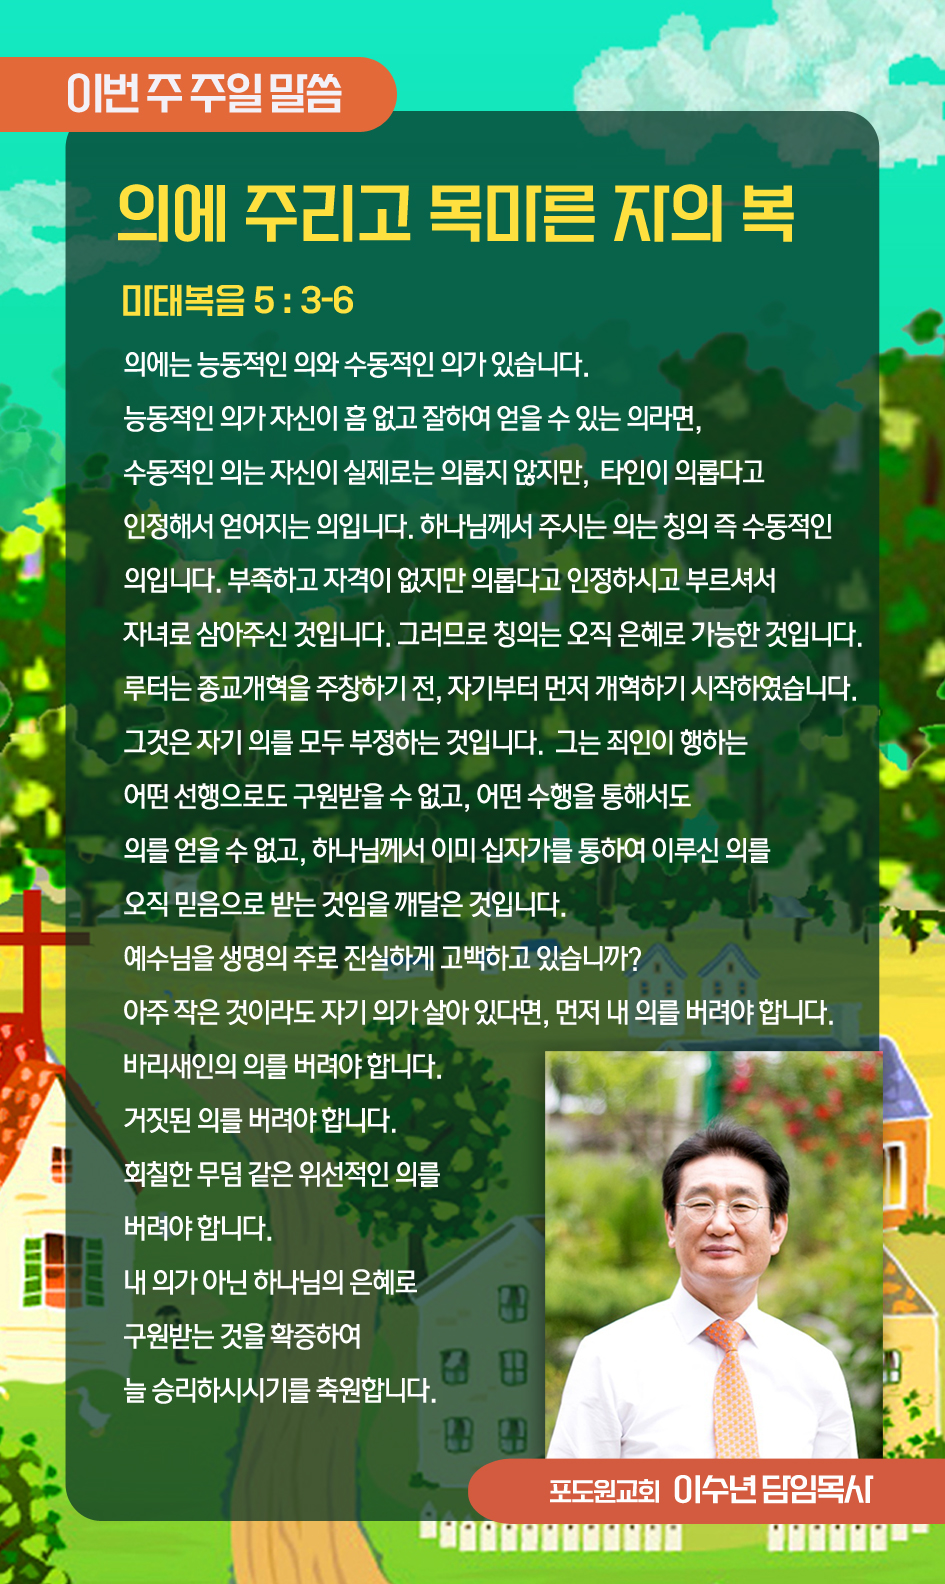 이번 주 주일 말씀
의에 주리고 목마른 자의 복
마태복음 5 : 3-6
의에는 능동적인 의와 수동적인 의가 있습니다.
능동적인 의가 자신이 흠 없고 잘하여 얻을 수 있는 의라면,
수동적인 의는 자신이 실제로는 의롭지 않지만, 타인이 의롭다고
인정해서 얻어지는 의입니다. 하나님께서 주시는 의는 칭의 즉 수동적인
의입니다. 부족하고 자격이 없지만 의롭다고 인정하시고 부르셔서
자녀로 삼아주신 것입니다. 그러므로 칭의는 오직 은혜로 가능한 것입니다.
루터는 종교개혁을 주창하기 전, 자기부터 먼저 개혁하기 시작하였습니다.
그것은 자기 의를 모두 부정하는 것입니다. 그는 죄인이 행하는
어떤 선행으로도 구원받을 수 없고, 어떤 수행을 통해서도
의를 얻을 수 없고, 하나님께서 이미 십자가를 통하여 이루신 의를
오직 믿음으로 받는 것임을 깨달은 것입니다.
예수님을 생명의 주로 진실하게 고백하고 있습니까?
아주 작은 것이라도 자기 의가 살아 있다면, 먼저 내 의를 버려야 합니다.
바리새인의 의를 버려야 합니다.
거짓된 의를 버려야 합니다.
회칠한 무덤 같은 위선적인 의를
버려야 합니다.
내 의가 아닌 하나님의 은혜로
구원받는 것을 확증하여
늘 승리하시시기를 축원합니다.
포도원교회 이수년 담임목사